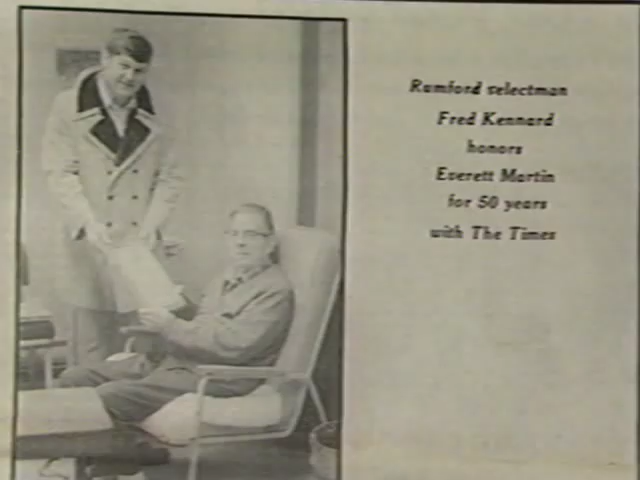 Rumford selectman
Fred Kennard
honors
Everett Martin
for 50 years
with The Times